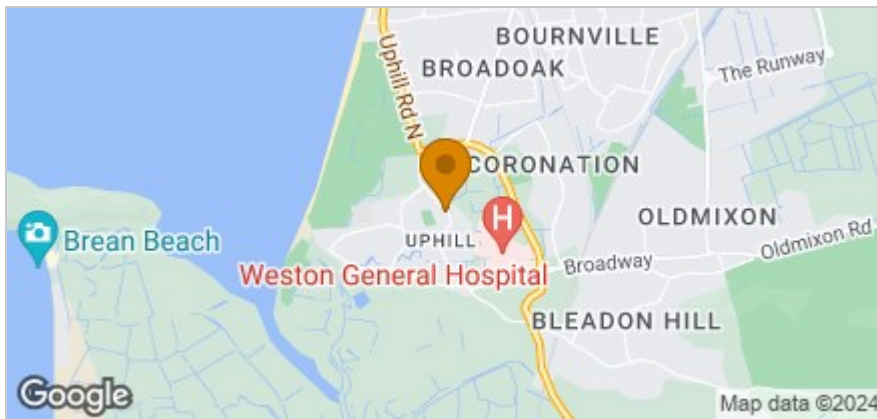 BOURNVILLE
BROADOAK
The Runway
Uphill Rd N
CORONATION
OLDMIXON
H
Brean Beach
UPHILL
Oldmixon Rd
Weston General Hospital
Broadway
BLEADON HILL
Google
Map data ©2024